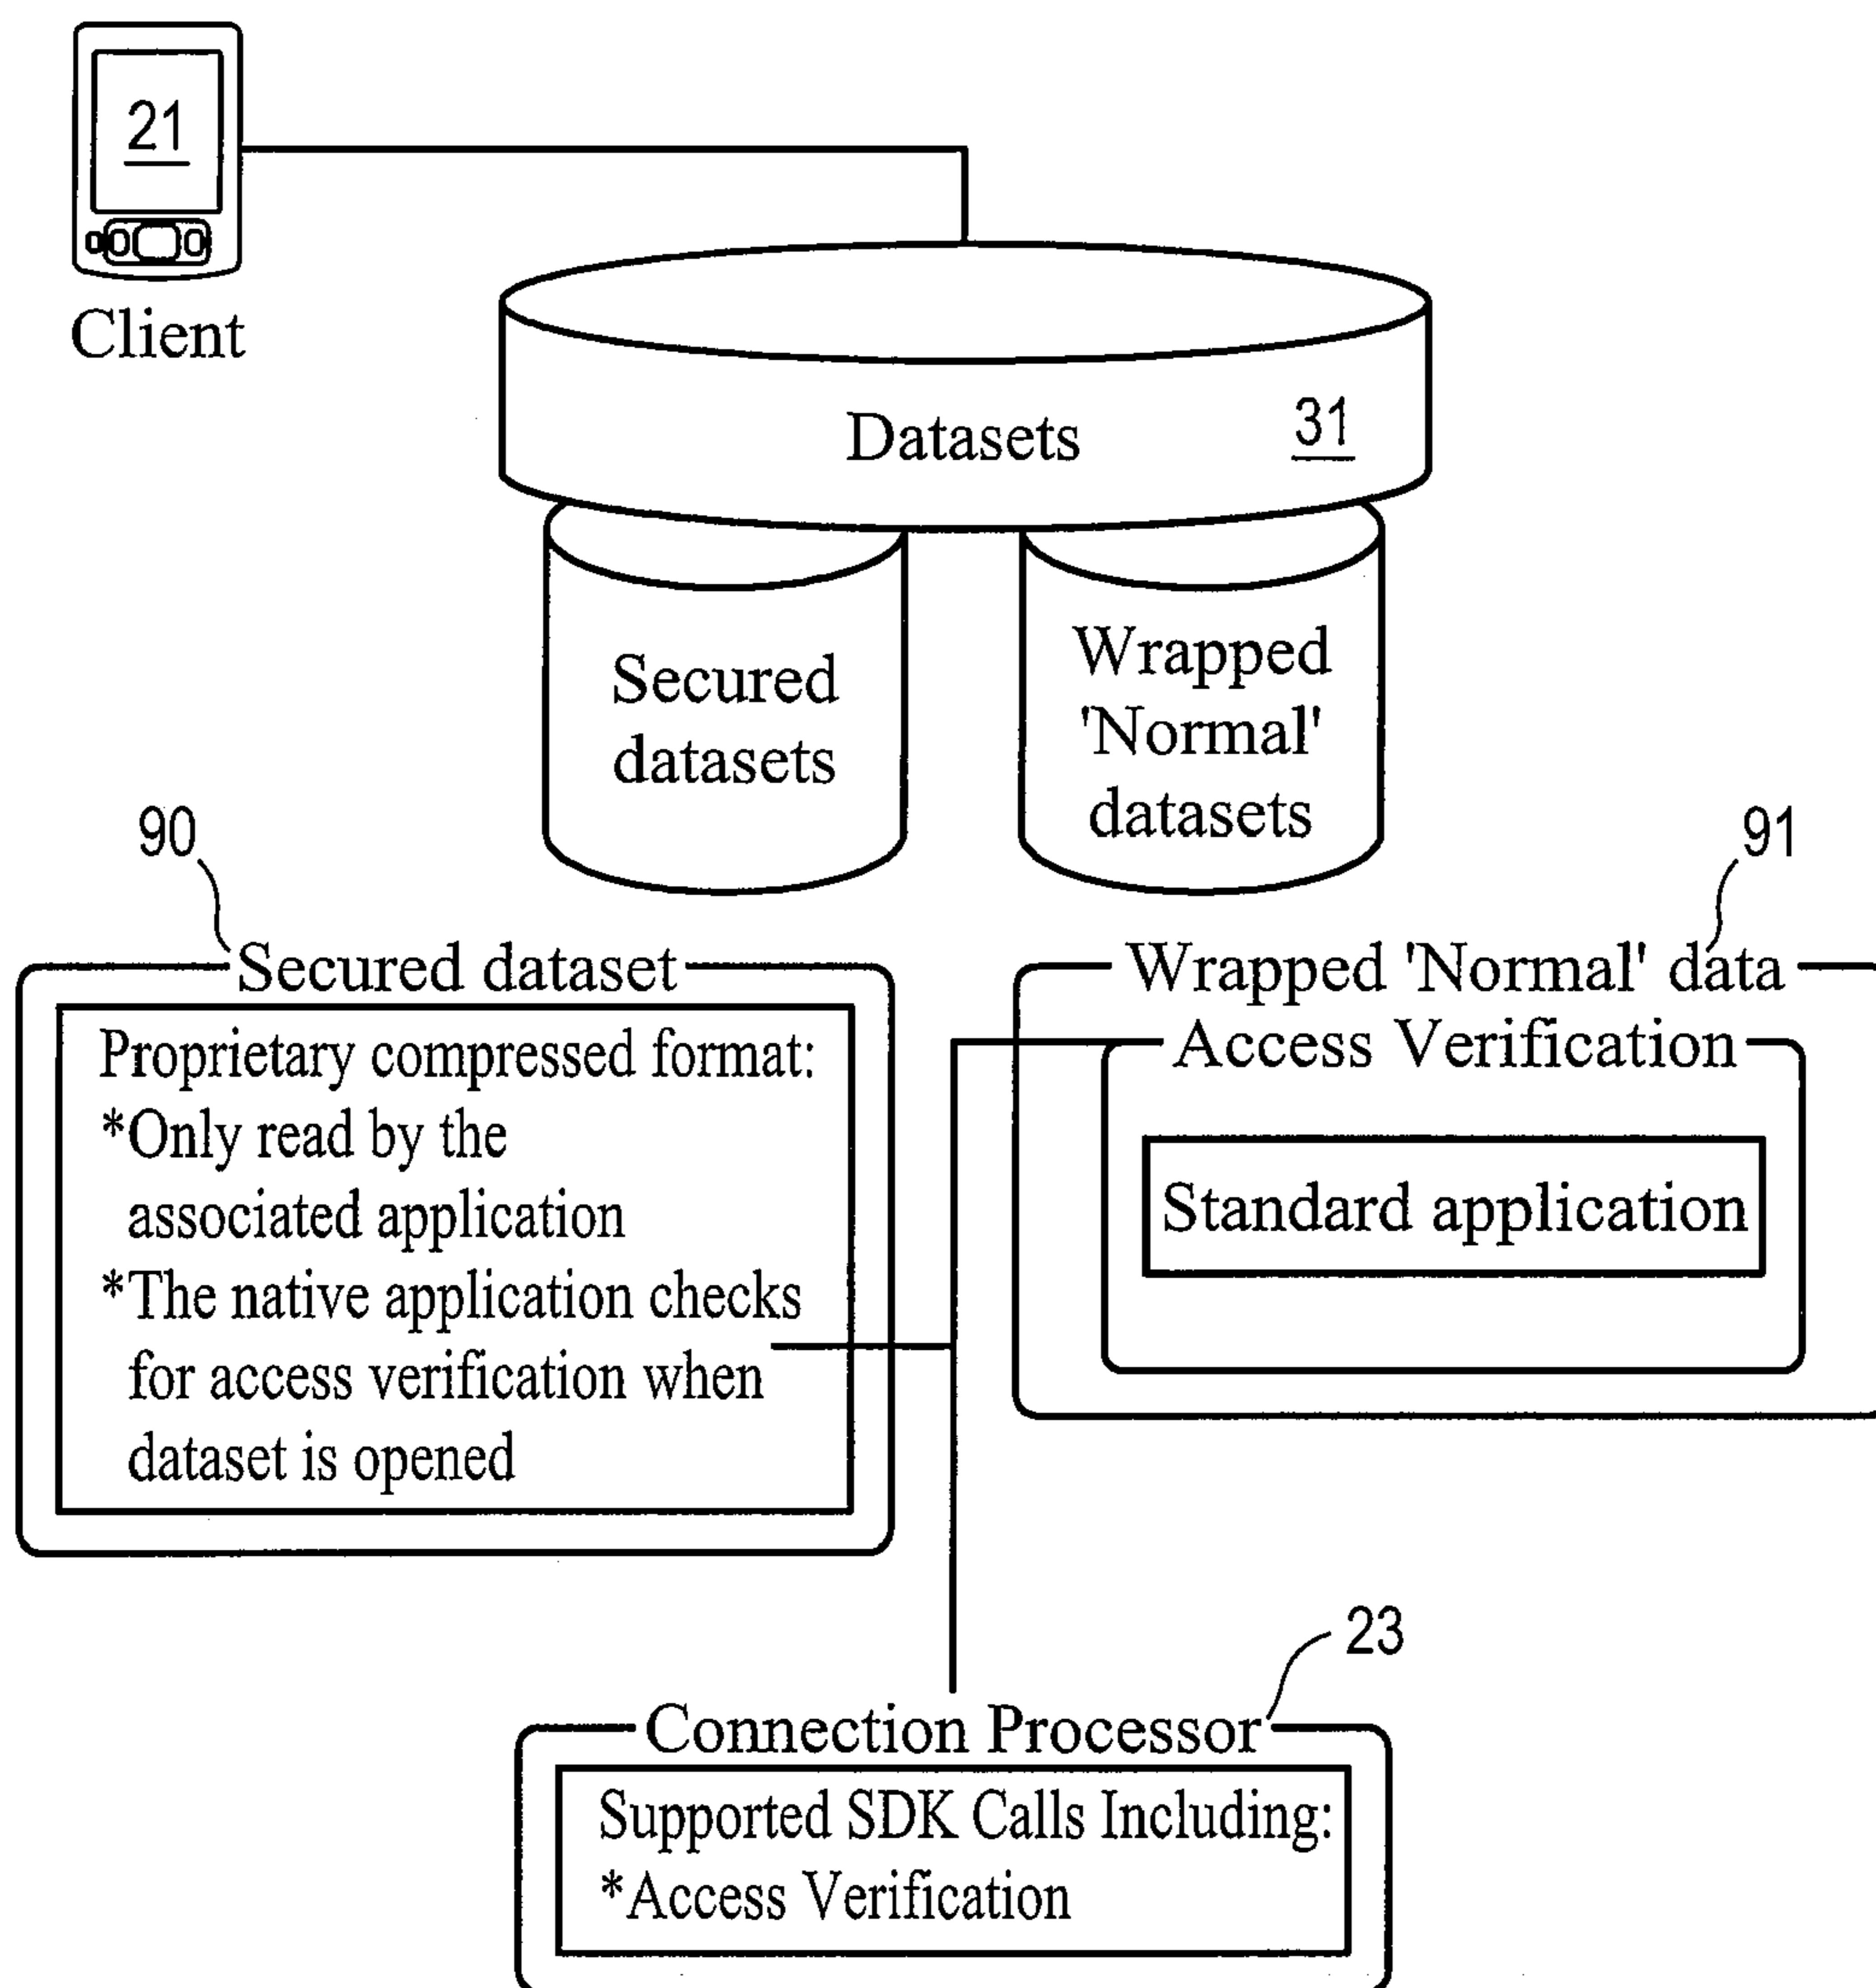 21
Client
Datasets
31
Secured
datasets
Wrapped
'Normal'
datasets
90
91
Secured dataset
Proprietary compressed format:
*Only read by the
associated application
*The native application checks
for access verification when
dataset is opened
Wrapped 'Normal' data
Access Verification
Standard application
23
Connection Processor
Supported SDK Calls Including:
*Access Verification